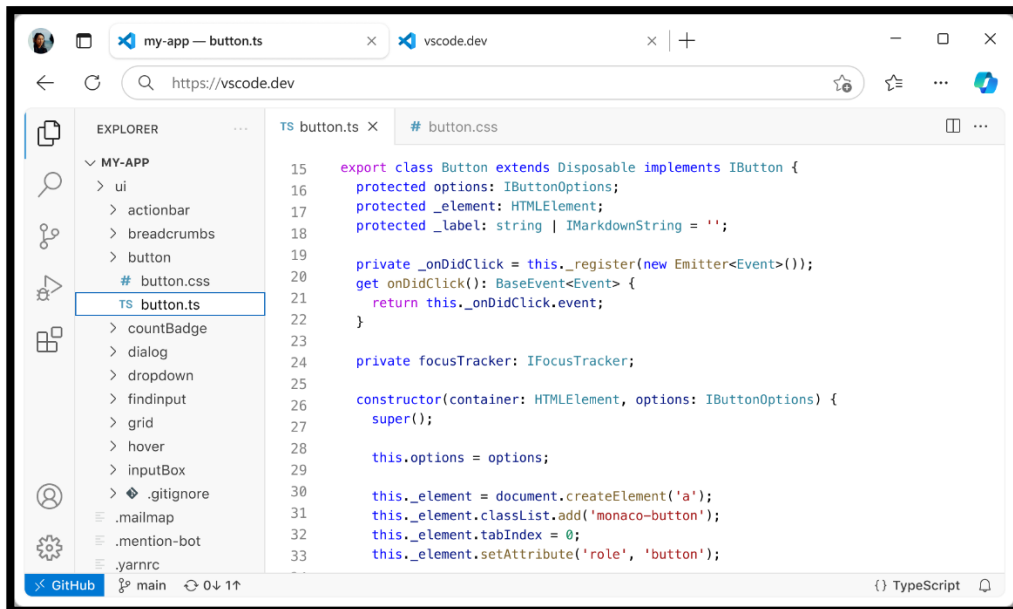 my-app — button.ts
vscode.dev
https://vscode.dev
EXPLORER
MY-APP
ui
actionbar
breadcrumbs
button
# button.css
TS button.ts
countBadge
dialog
dropdown
findinput
grid
hover
inputBox
.gitignore
.mailmap
.mention-bot
.yarnrc
TS button.ts
# button.css
15 export class Button extends Disposable implements IButton {
16 protected options: IButtonOptions;
17 protected _element: HTMLElement;
18 protected _label: string | IMarkdownString = '';
19
20 private _onDidClick = this._register(new Emitter<Event>());
21 get onDidClick(): BaseEvent<Event> {
22 return this._onDidClick.event;
23 }
24 private focusTracker: IFocusTracker;
25
26 constructor(container: HTMLElement, options: IButtonOptions) {
27 super();
28
29 this.options = options;
30 this._element = document.createElement('a');
31 this._element.classList.add('monaco-button');
32 this._element.tabIndex = 0;
33 this._element.setAttribute('role', 'button');
GitHub
main
0↓ 1↑
{} TypeScript